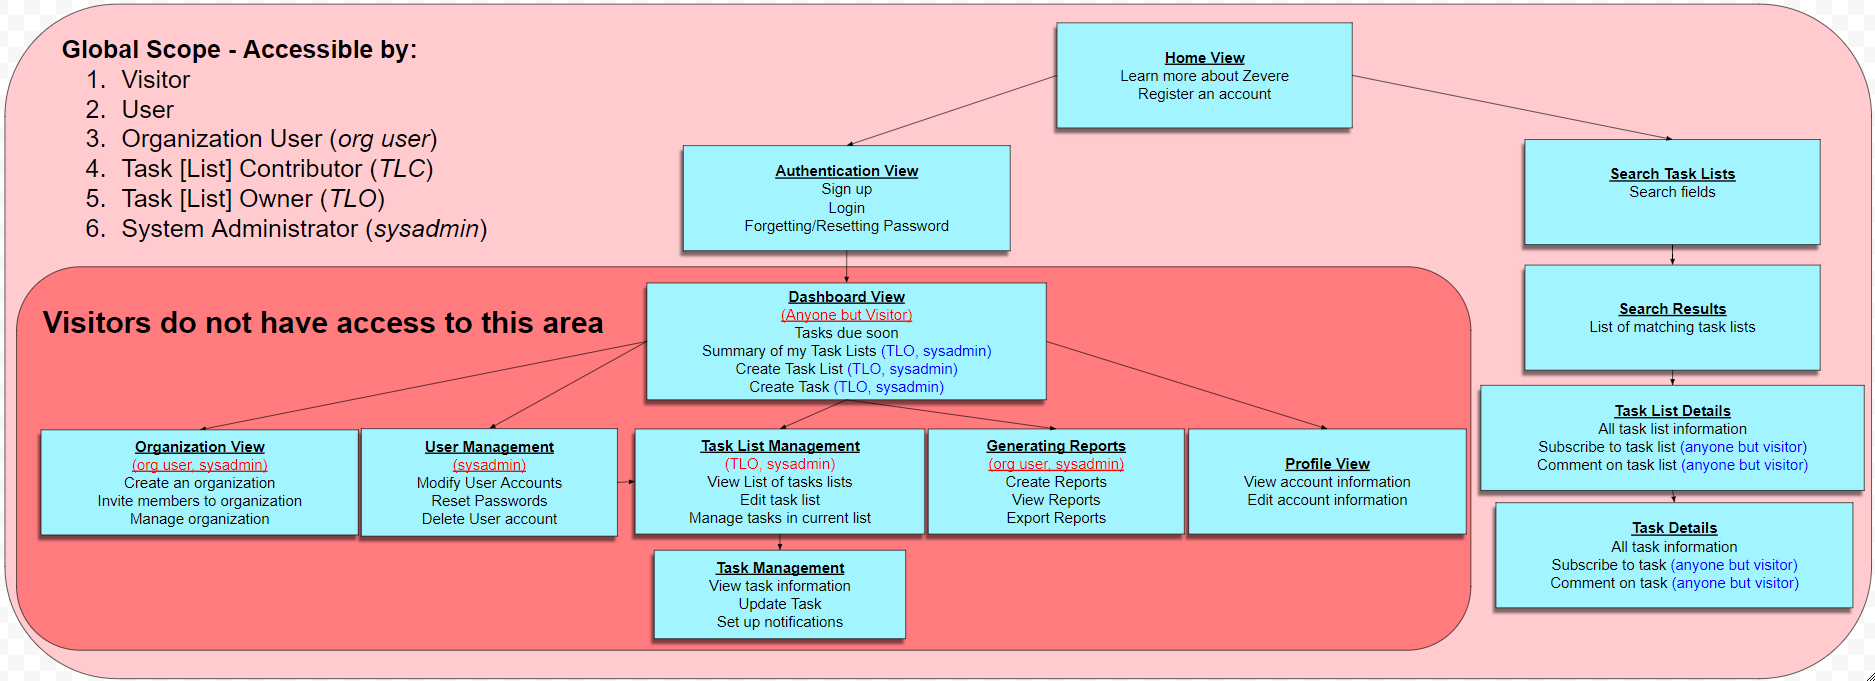 Global Scope - Accessible by:
1. Visitor
2. User
3. Organization User (org user)
4. Task [List] Contributor (TLC)
5. Task [List] Owner (TLO)
6. System Administrator (sysadmin)
Home View
Learn more about Zevere
Register an account
Authentication View
Sign up
Login
Forgetting/Resetting Password
Search Task Lists
Search fields
Search Results
List of matching task lists
Task List Details
All task list information
Subscribe to task list (anyone but visitor)
Comment on task list (anyone but visitor)
Task Details
All task information
Subscribe to task (anyone but visitor)
Comment on task (anyone but visitor)
Visitors do not have access to this area
Dashboard View
(Anyone but Visitor)
Tasks due soon
Summary of my Task Lists (TLO, sysadmin)
Create Task List (TLO, sysadmin)
Create Task (TLO, sysadmin)
Organization View
(org user, sysadmin)
Create an organization
Invite members to organization
Manage organization
User Management
(sysadmin)
Modify User Accounts
Reset Passwords
Delete User account
Task List Management
(TLO, sysadmin)
View List of tasks lists
Edit task list
Manage tasks in current list
Generating Reports
(org user, sysadmin)
Create Reports
View Reports
Export Reports
Profile View
View account information
Edit account information
Task Management
View task information
Update Task
Set up notifications